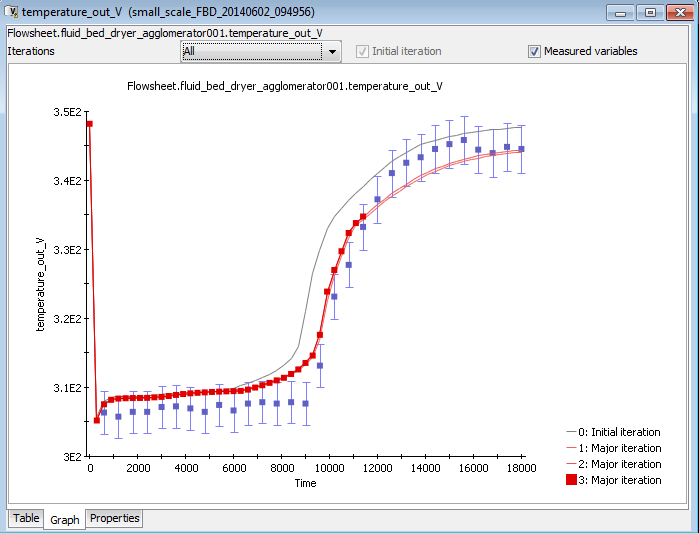 temperature_out_V (small_scale_FBD_20140602_094956)
Flowsheet.fluid_bed_dryer_agglomerator001.temperature_out_V
Iterations All Initial iteration Measured variables
Flowsheet.fluid_bed_dryer_agglomerator001.temperature_out_V
3.5E2
3.4E2
3.3E2
3.2E2
3.1E2
3E2
temperature_out_V
0 2000 4000 6000 8000 10000 12000 14000 16000 18000
Time
0: Initial iteration
1: Major iteration
2: Major iteration
3: Major iteration
Table Graph Properties